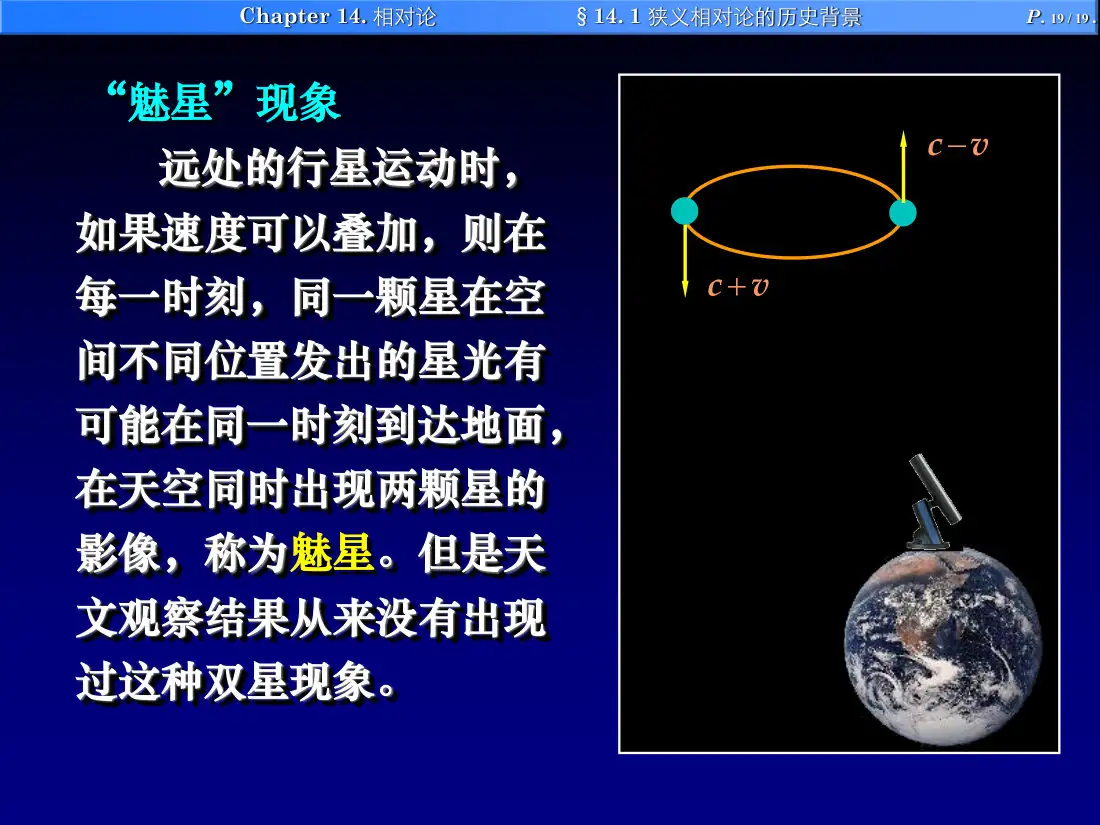 Chapter 14. 相对论 § 14. 1 狭义相对论的历史背景 P. 19 / 19 .
“魅星”现象
远处的行星运动时，
如果速度可以叠加，则在
每一时刻，同一颗星在空
间不同位置发出的星光有
可能在同一时刻到达地面，
在天空同时出现两颗星的
影像，称为魅星。但是天
文观察结果从来没有出现
过这种双星现象。
c－v
c＋v